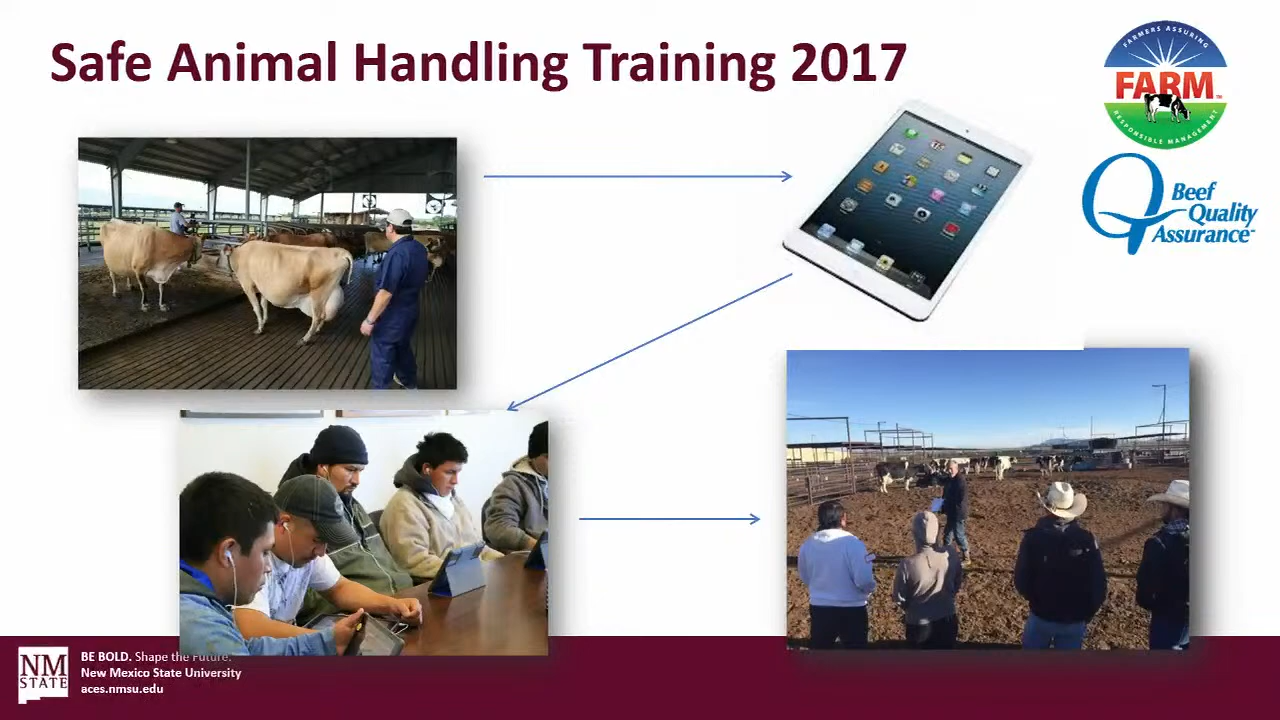 Safe Animal Handling Training 2017
FARMERS ASSURING
FARM™
RESPONSIBLE MANAGEMENT
Beef
Quality
Assurance
NM
STATE
BE BOLD. Shape the Future.
New Mexico State University
aces.nmsu.edu